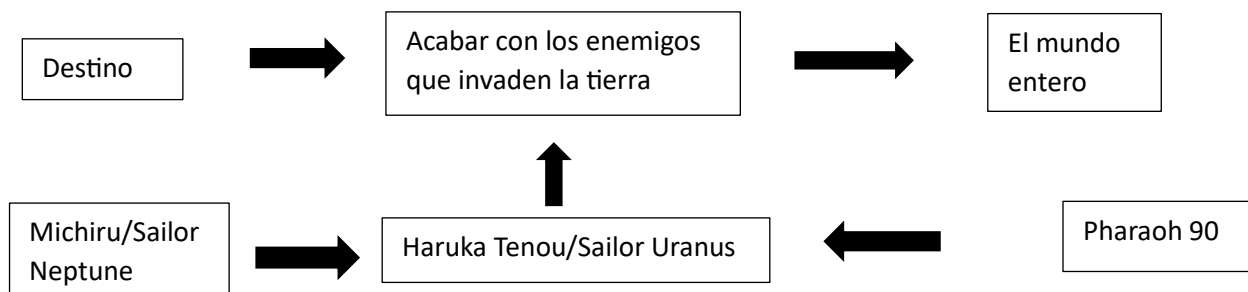 Destino
Acabar con los enemigos
que invaden la tierra
El mundo
entero
Michiru/Sailor
Neptune
Haruka Tenou/Sailor Uranus
Pharaoh 90